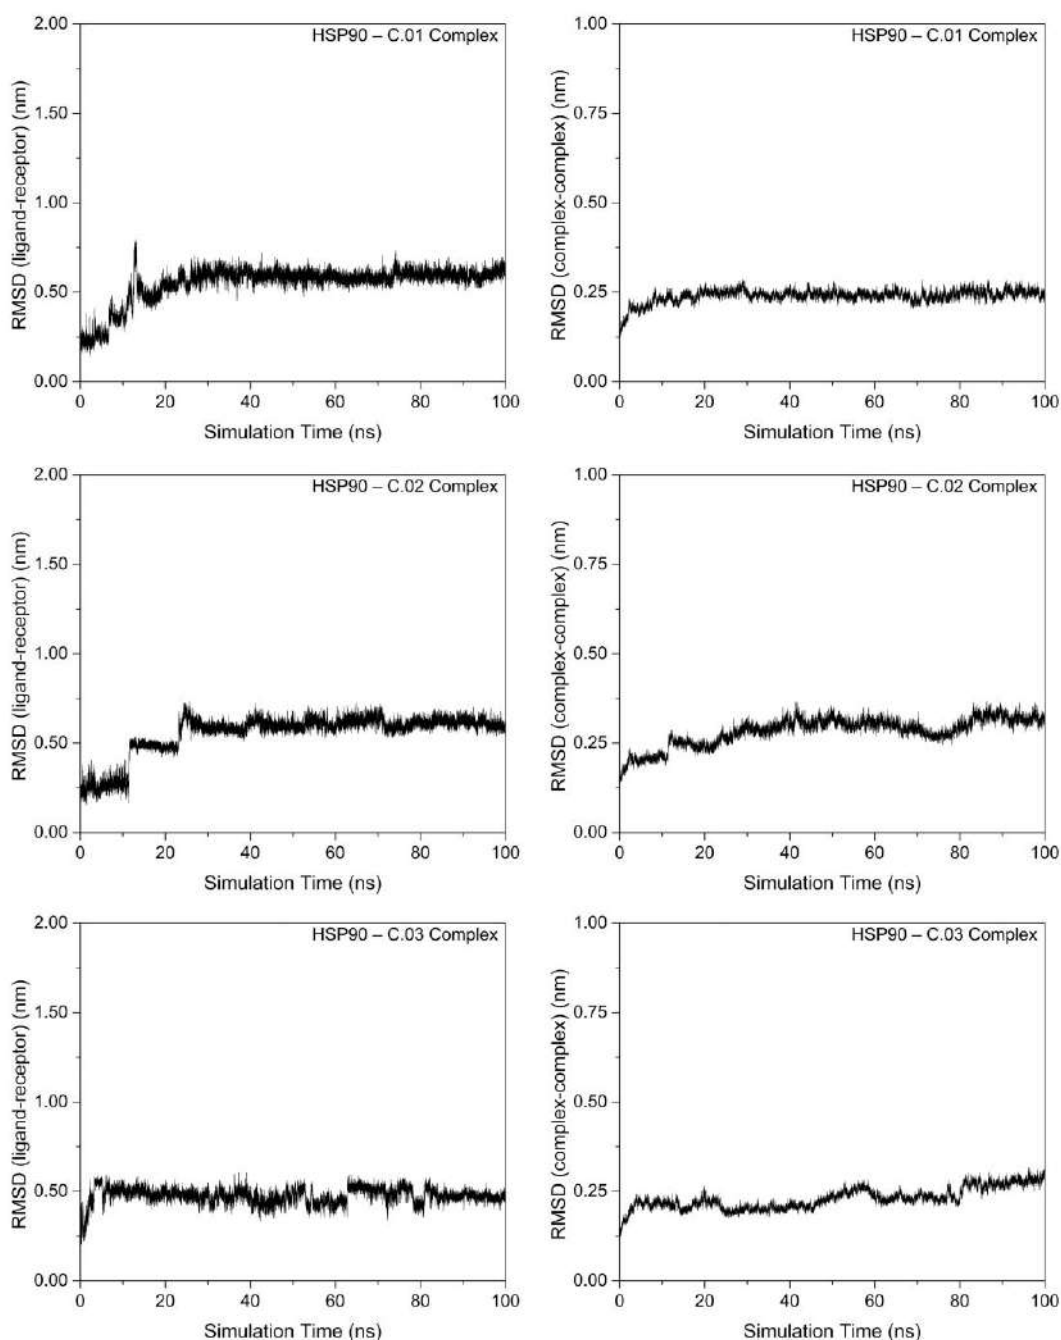 HSP90 – C.01 Complex
RMSD (ligand-receptor) (nm)
2.00
1.50
1.00
0.50
0.00
0 20 40 60 80 100
Simulation Time (ns)
HSP90 – C.01 Complex
RMSD (complex-complex) (nm)
1.00
0.75
0.50
0.25
0.00
0 20 40 60 80 100
Simulation Time (ns)
HSP90 – C.02 Complex
RMSD (ligand-receptor) (nm)
2.00
1.50
1.00
0.50
0.00
0 20 40 60 80 100
Simulation Time (ns)
HSP90 – C.02 Complex
RMSD (complex-complex) (nm)
1.00
0.75
0.50
0.25
0.00
0 20 40 60 80 100
Simulation Time (ns)
HSP90 – C.03 Complex
RMSD (ligand-receptor) (nm)
2.00
1.50
1.00
0.50
0.00
0 20 40 60 80 100
Simulation Time (ns)
HSP90 – C.03 Complex
RMSD (complex-complex) (nm)
1.00
0.75
0.50
0.25
0.00
0 20 40 60 80 100
Simulation Time (ns)